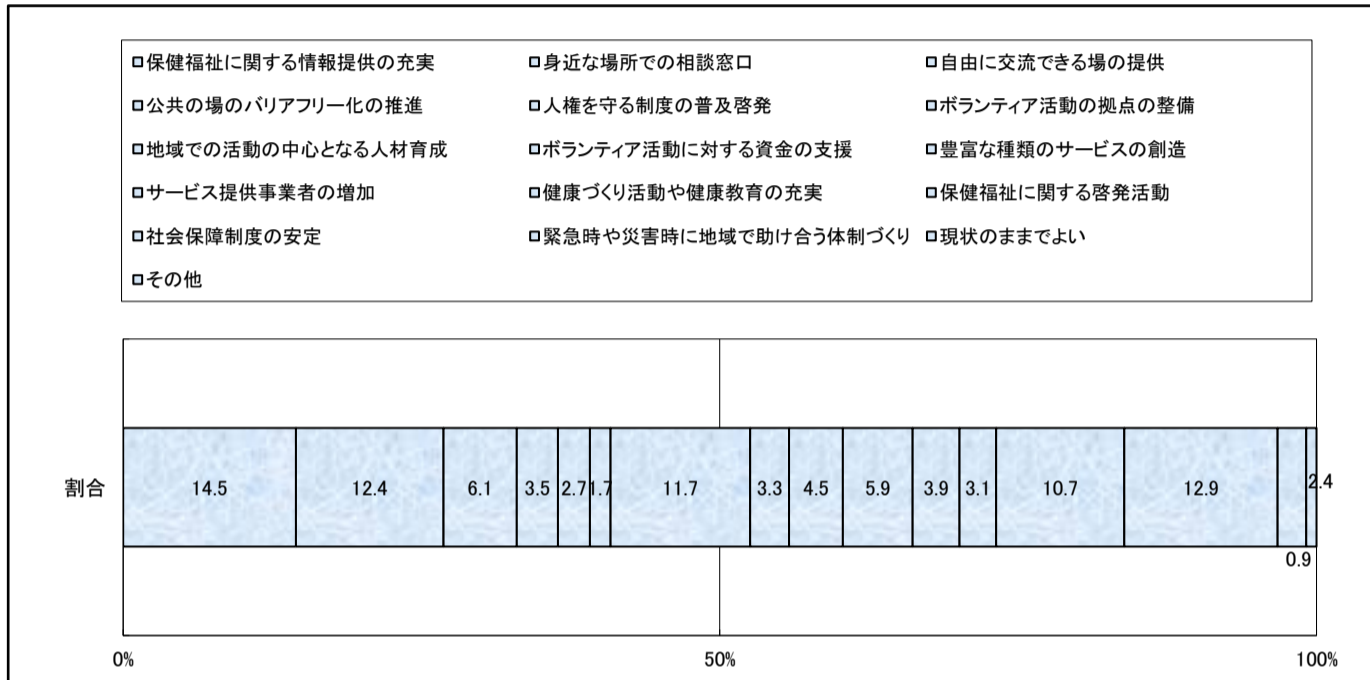 保健福祉に関する情報提供の充実 身近な場所での相談窓口 自由に交流できる場の提供
公共の場のバリアフリー化の推進 人権を守る制度の普及啓発 ボランティア活動の拠点の整備
地域での活動の中心となる人材育成 ボランティア活動に対する資金の支援 豊富な種類のサービスの創造
サービス提供事業者の増加 健康づくり活動や健康教育の充実 保健福祉に関する啓発活動
社会保障制度の安定 緊急時や災害時に地域で助け合う体制づくり 現状のままでよい
その他
割合 14.5 12.4 6.1 3.5 2.7 1.7 11.7 3.3 4.5 5.9 3.9 3.1 10.7 12.9 2.4
0.9
0% 50% 100%